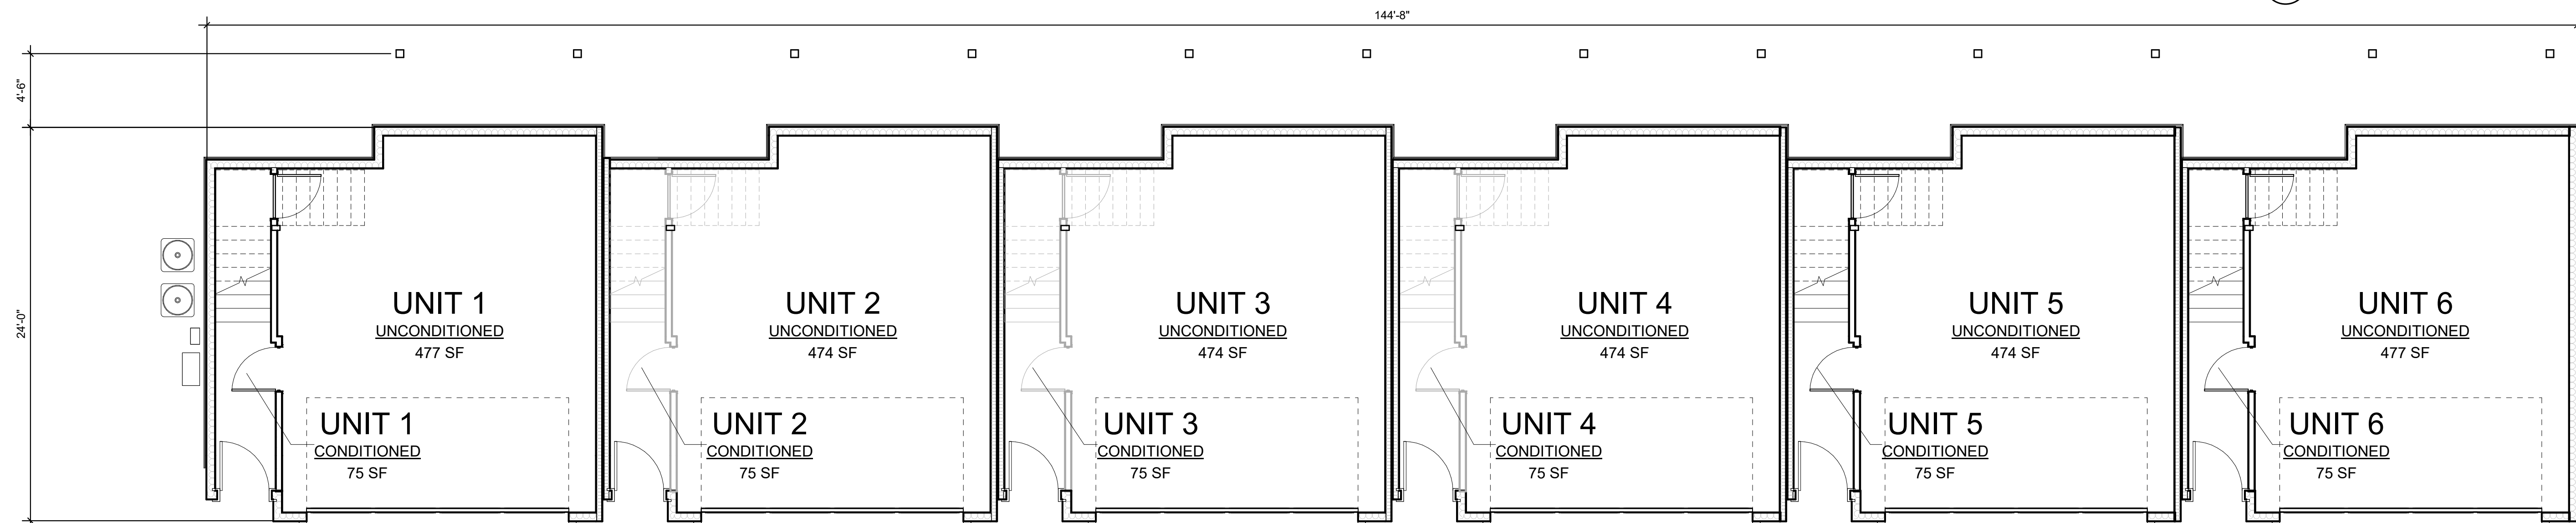 144'-8"
4'-6"
24'-0"
UNIT 1
UNCONDITIONED
477 SF
UNIT 1
CONDITIONED
75 SF
UNIT 2
UNCONDITIONED
474 SF
UNIT 2
CONDITIONED
75 SF
UNIT 3
UNCONDITIONED
474 SF
UNIT 3
CONDITIONED
75 SF
UNIT 4
UNCONDITIONED
474 SF
UNIT 4
CONDITIONED
75 SF
UNIT 5
UNCONDITIONED
474 SF
UNIT 5
CONDITIONED
75 SF
UNIT 6
UNCONDITIONED
477 SF
UNIT 6
CONDITIONED
75 SF